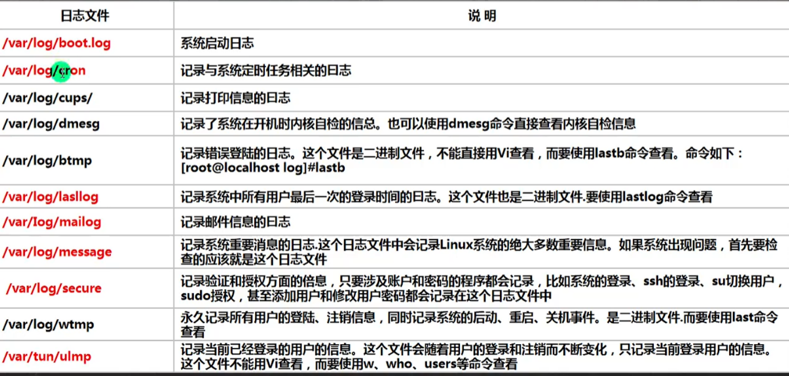 日志文件 说 明
/var/log/boot.log 系统启动日志
/var/log/cron 记录与系统定时任务相关的曰志
/var/log/cups/ 记录打印信息的曰志
/var/log/dmesg 记录了系统在开机时内核自检的信总。也可以使用dmesg命令直接查看内核自检信息
/var/log/btmp 记录错误登陆的日志。这个文件是二进制文件，不能直接用Vi查看，而要使用lastb命令查看。命令如下：
[root@localhost log]#lastb
/var/log/lasllog 记录系统中所有用户最后一次的登录时间的日志。这个文件也是二进制文件.要使用lastlog命令查看
/var/log/mailog 记录邮件信息的曰志
/var/log/message 记录系统重要消息的日志.这个日志文件中会记录Linux系统的绝大多数重要信息。如果系统出现问题，首先要检
查的应该就是这个日志文件
/var/log/secure 记录验证和授权方面的倍息，只要涉及账户和密码的程序都会记录，比如系统的登录、ssh的登录、su切换用户，
sudo授权，甚至添加用户和修改用户密码都会记录在这个日志文件中
/var/log/wtmp 永久记录所有用户的登陆、注销信息，同时记录系统的后动、重启、关机事件。是二进制文件.而要使用last命令
查看
/var/tun/ulmp 记录当前已经登录的用户的信息。这个文件会随着用户的登录和注销而不断变化，只记录当前登录用户的信息。
这个文件不能用Vi查看，而要使用w、who、users等命令查看